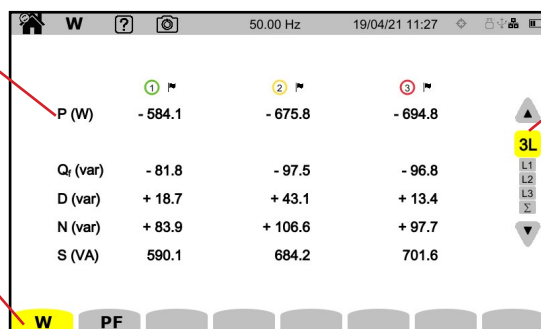 W ? 50.00 Hz 19/04/21 11:27
1 2 3
P (W) - 584.1 - 675.8 - 694.8
3L
Qf (var) - 81.8 - 97.5 - 96.8
L1
L2
D (var) + 18.7 + 43.1 + 13.4
L3
Σ
N (var) + 83.9 + 106.6 + 97.7
S (VA) 590.1 684.2 701.6
W PF